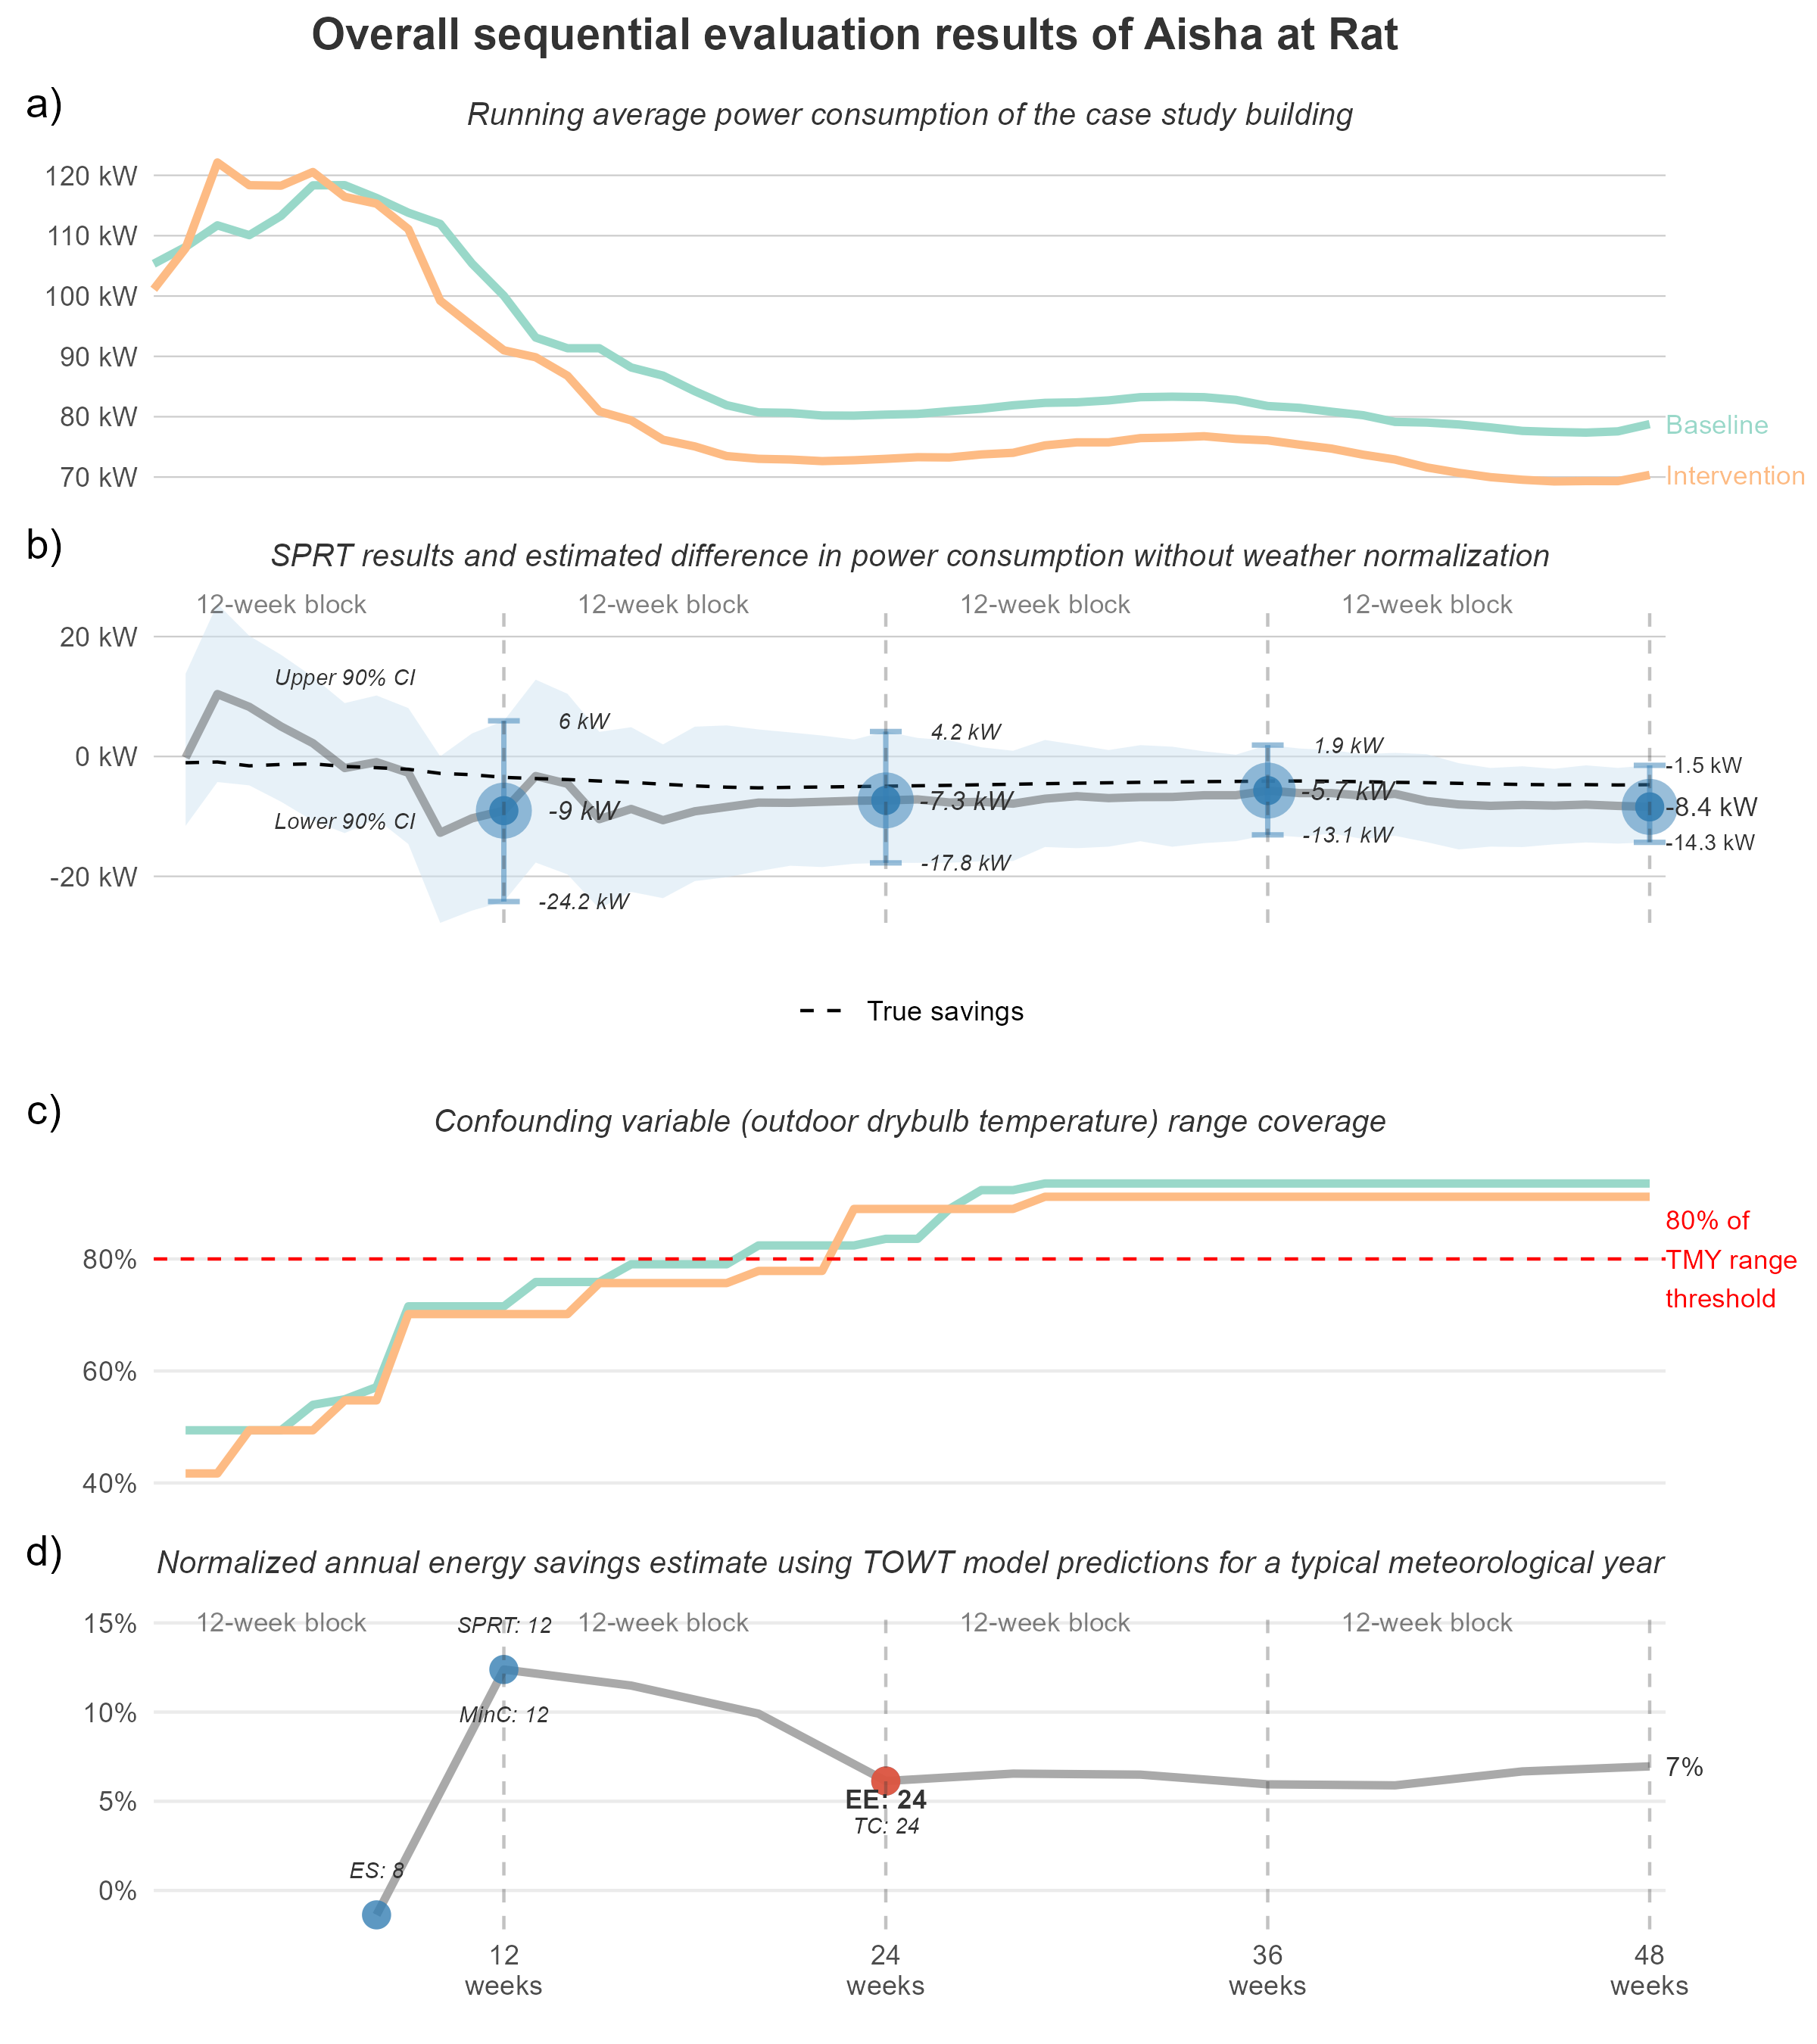 Overall sequential evaluation results of Aisha at Rat
a)
Running average power consumption of the case study building
120 kW
110 kW
100 kW
90 kW
80 kW
70 kW
Baseline
Intervention
b)
SPRT results and estimated difference in power consumption without weather normalization
12-week block
12-week block
12-week block
12-week block
20 kW
0 kW
-20 kW
Upper 90% CI
Lower 90% CI
6 kW
-9 kW
-24.2 kW
4.2 kW
-7.3 kW
-17.8 kW
1.9 kW
-5.7 kW
-13.1 kW
-1.5 kW
-8.4 kW
-14.3 kW
True savings
c)
Confounding variable (outdoor drybulb temperature) range coverage
80%
60%
40%
80% of
TMY range
threshold
d)
Normalized annual energy savings estimate using TOWT model predictions for a typical meteorological year
12-week block
12-week block
12-week block
12-week block
15%
10%
5%
0%
SPRT: 12
MinC: 12
ES: 8
EE: 24
TC: 24
7%
12
weeks
24
weeks
36
weeks
48
weeks